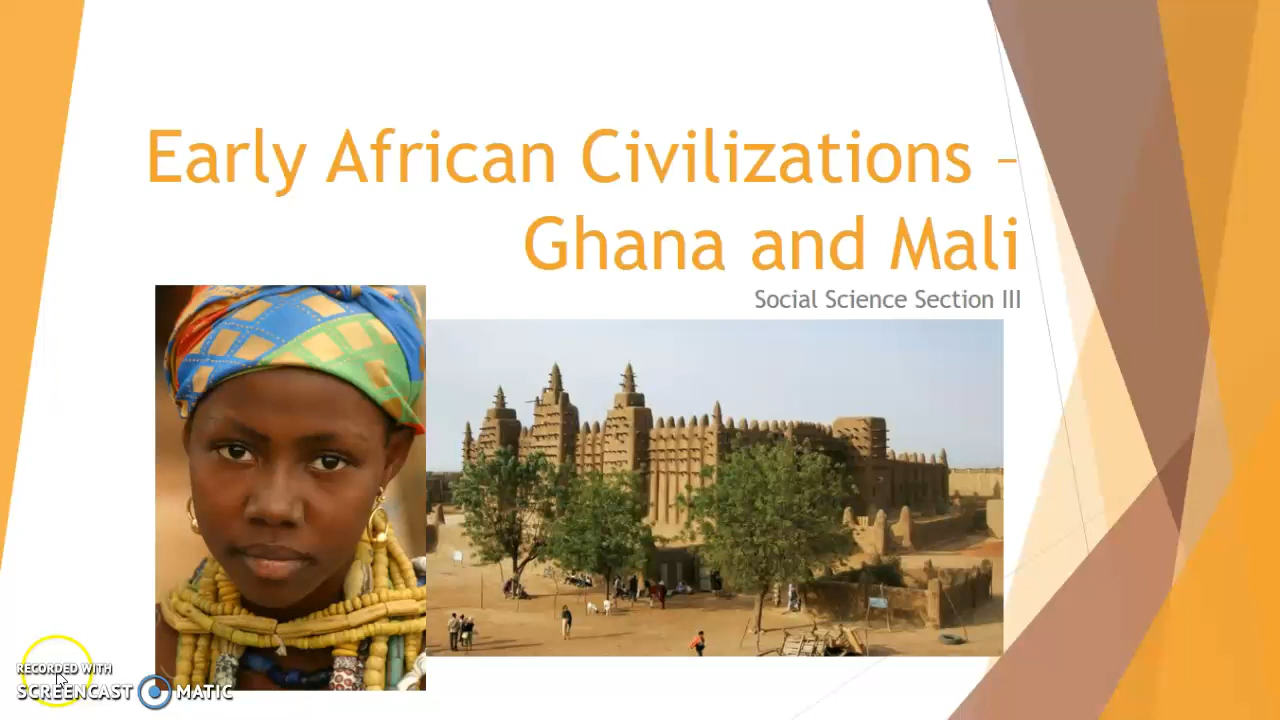 Early African Civilizations –
Ghana and Mali
Social Science Section III
RECORDED WITH
SCREENCAST MATIC